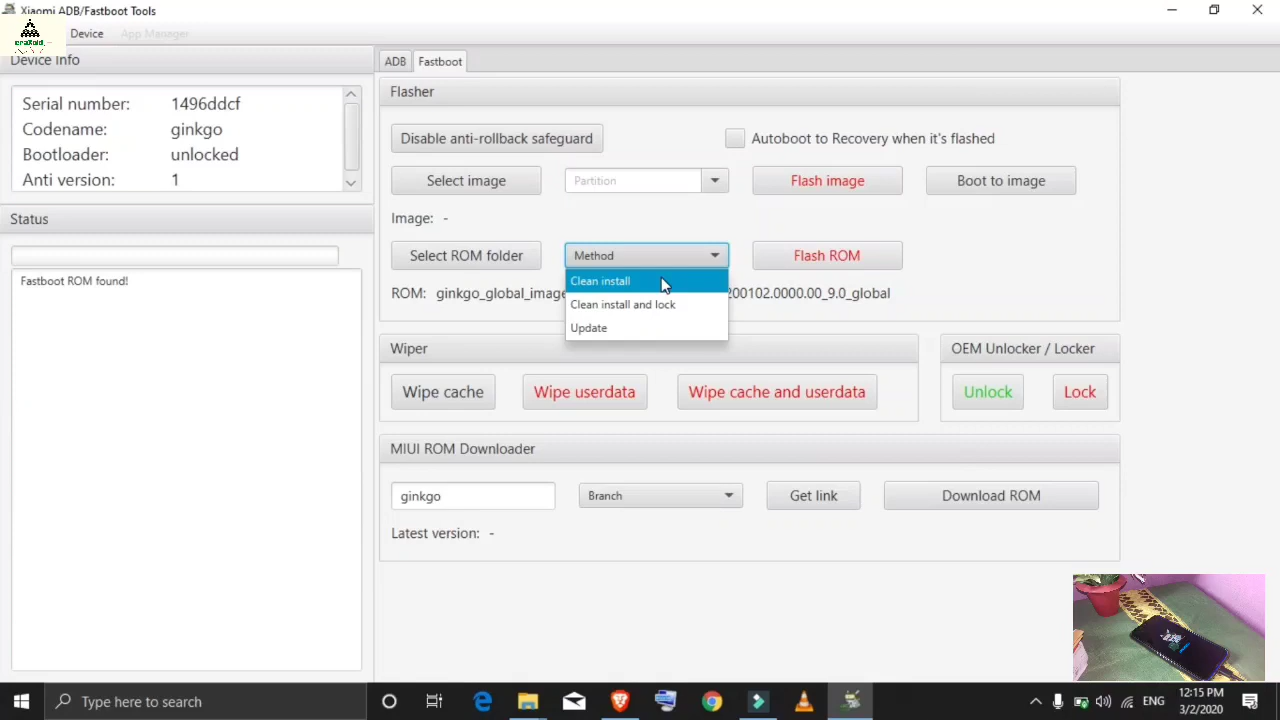 Xiaomi ADB/Fastboot Tools
Device App Manager
Device Info
Serial number: 1496ddcf
Codename: ginkgo
Bootloader: unlocked
Anti version: 1
Status
Fastboot ROM found!
ADB Fastboot
Flasher
Disable anti-rollback safeguard Autoboot to Recovery when it's flashed
Select image Partition Flash image Boot to image
Image: -
Select ROM folder Method Flash ROM
Clean install
Clean install and lock
Update
ROM: 200102.0000.00_9.0_global
Wiper
Wipe cache Wipe userdata Wipe cache and userdata
OEM Unlocker / Locker
Unlock Lock
MIUI ROM Downloader
ginkgo Branch Get link Download ROM
Latest version: -
Type here to search
ENG
12:15 PM
3/2/2020